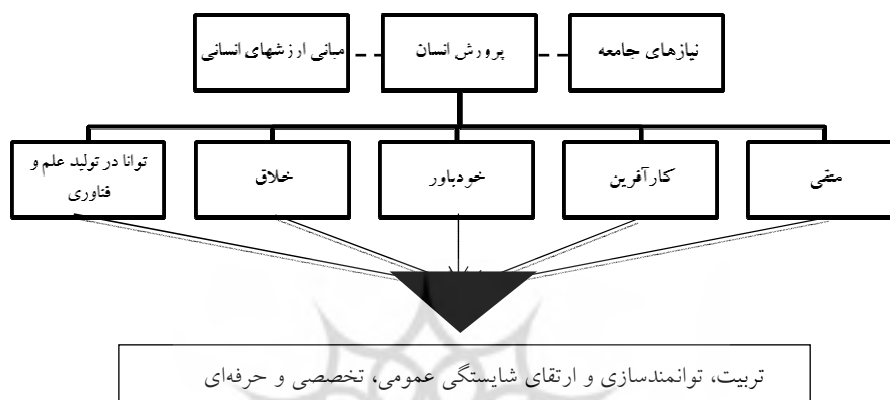 نیازهای جامعه
پرورش انسان
مبانی ارزشهای انسانی
متقی
کارآفرین
خودباور
خلاق
توانا در تولید علم و
فناوری
تربیت، توانمندسازی و ارتقای شایستگی عمومی، تخصصی و حرفه‌ای